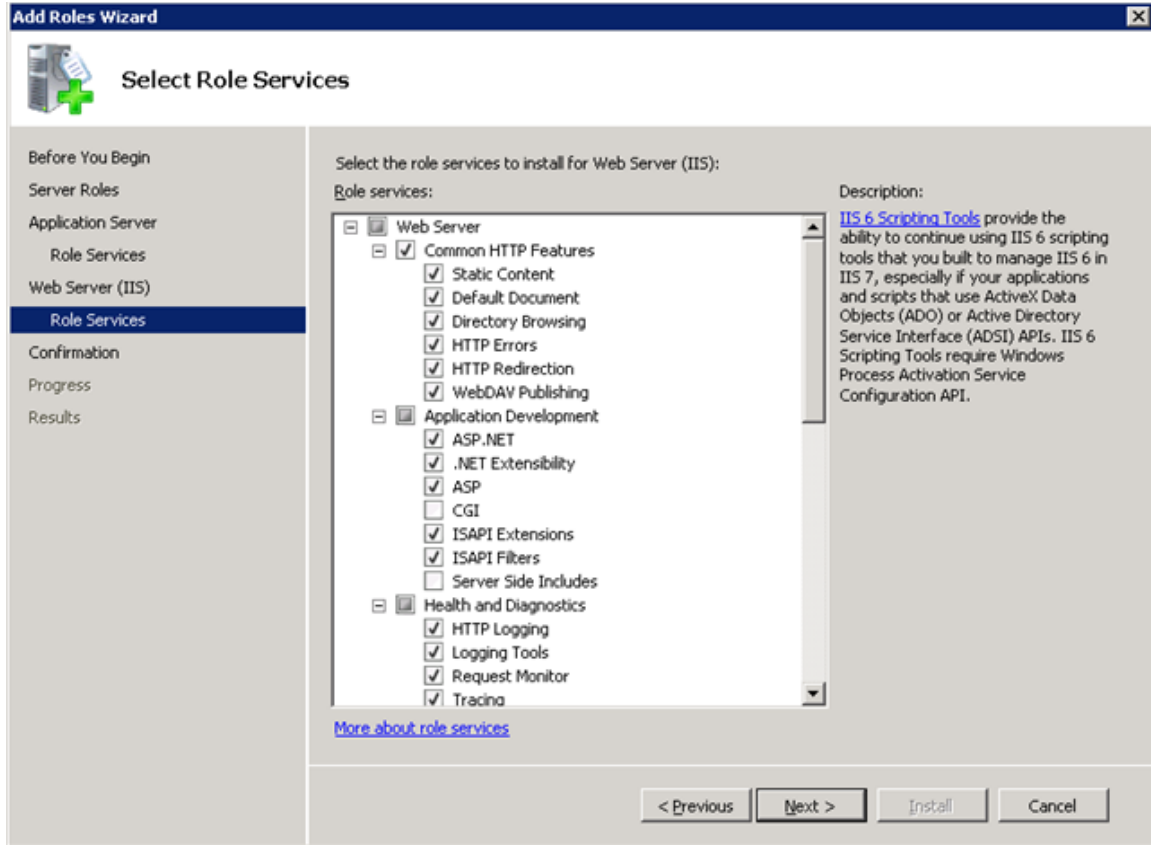 Add Roles Wizard
Select Role Services
Before You Begin
Server Roles
Application Server
Role Services
Web Server (IIS)
Role Services
Confirmation
Progress
Results
Select the role services to install for Web Server (IIS):
Role services:
Web Server
Common HTTP Features
Static Content
Default Document
Directory Browsing
HTTP Errors
HTTP Redirection
WebDAV Publishing
Application Development
ASP.NET
.NET Extensibility
ASP
CGI
ISAPI Extensions
ISAPI Filters
Server Side Includes
Health and Diagnostics
HTTP Logging
Logging Tools
Request Monitor
Tracing
More about role services
Description:
IIS 6 Scripting Tools provide the
ability to continue using IIS 6 scripting
tools that you built to manage IIS 6 in
IIS 7, especially if your applications
and scripts that use ActiveX Data
Objects (ADO) or Active Directory
Service Interface (ADSI) APIs. IIS 6
Scripting Tools require Windows
Process Activation Service
Configuration API.
< Previous
Next >
Install
Cancel